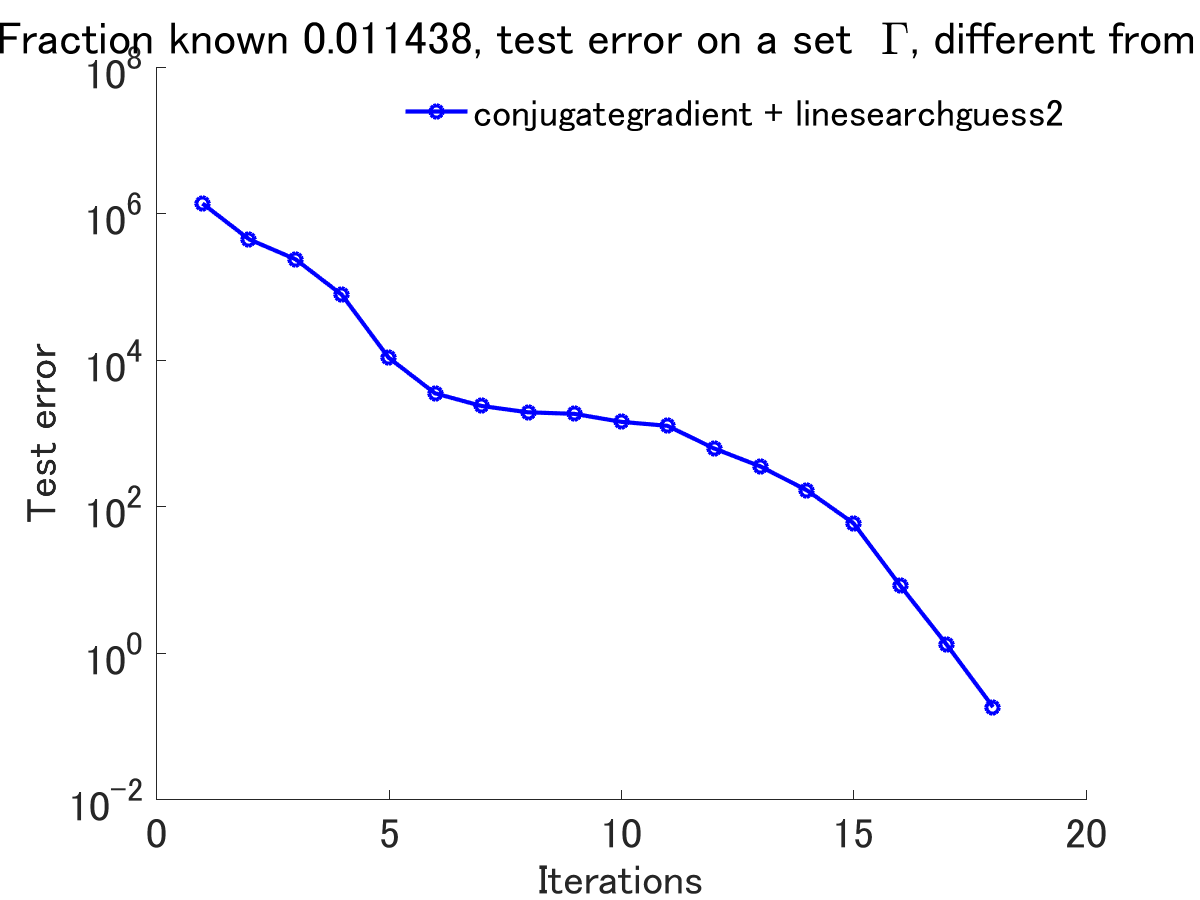 Fraction known 0.011438, test error on a set Γ, different from
conjugategradient + linesearchguess2
10^8
10^6
10^4
10^2
10^0
10^-2
Test error
0 5 10 15 20
Iterations